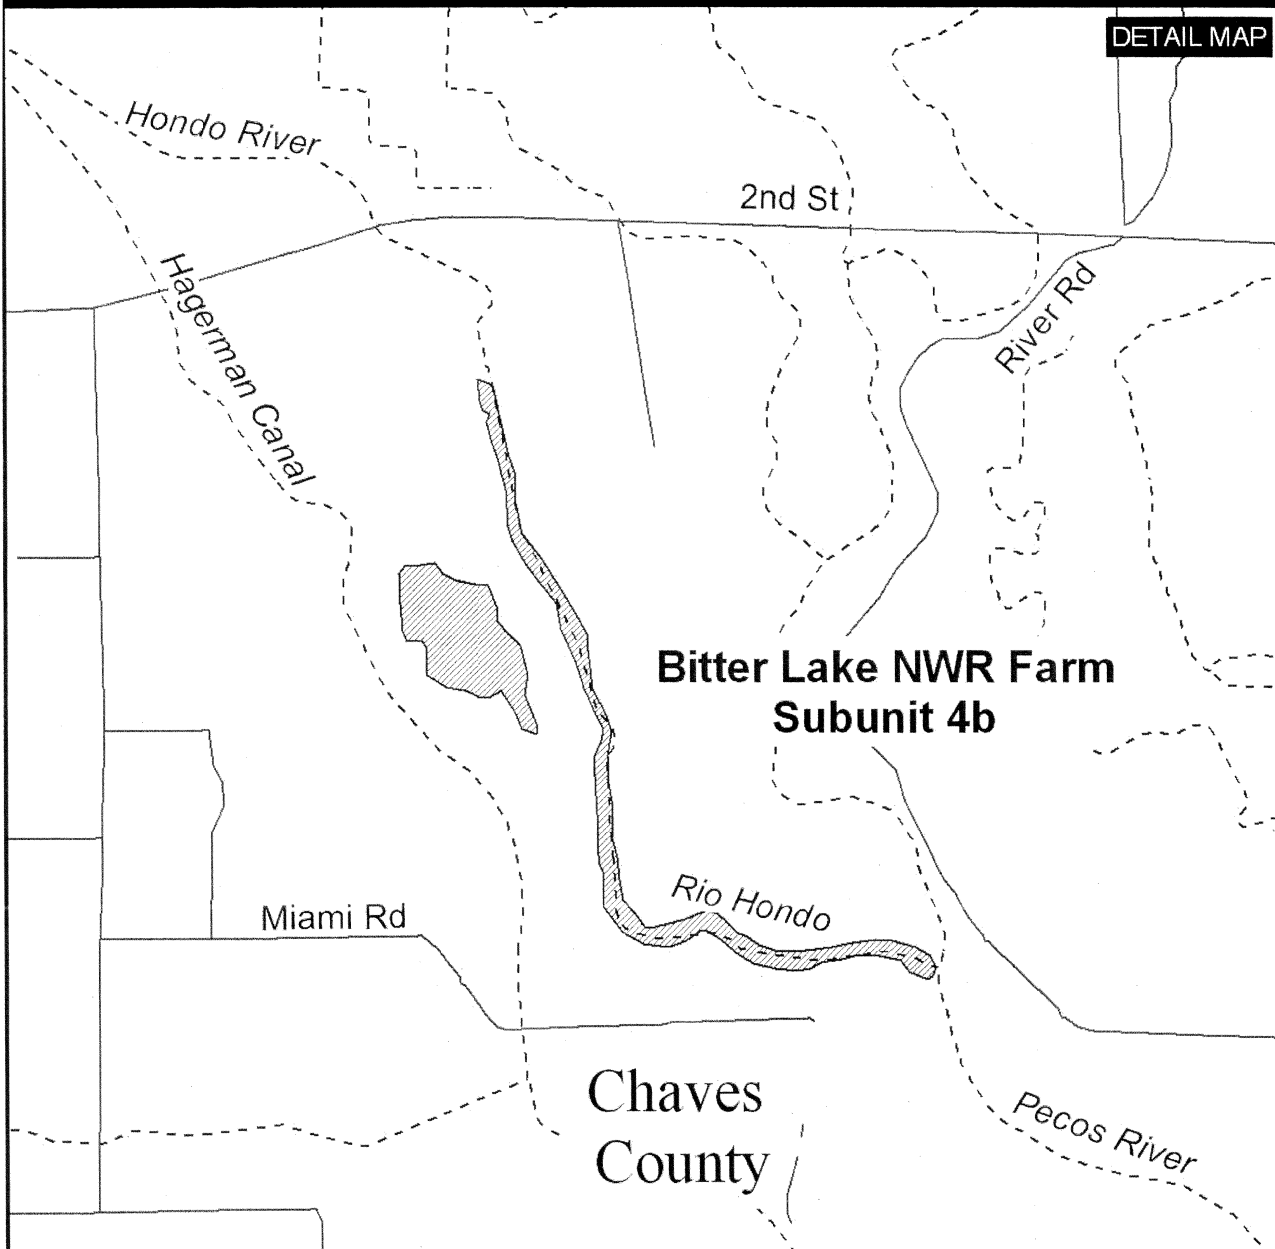 DETAIL MAP
Hondo River
2nd St
Hagerman Canal
River Rd
Bitter Lake NWR Farm
Subunit 4b
Rio Hondo
Miami Rd
Chaves
County
Pecos River